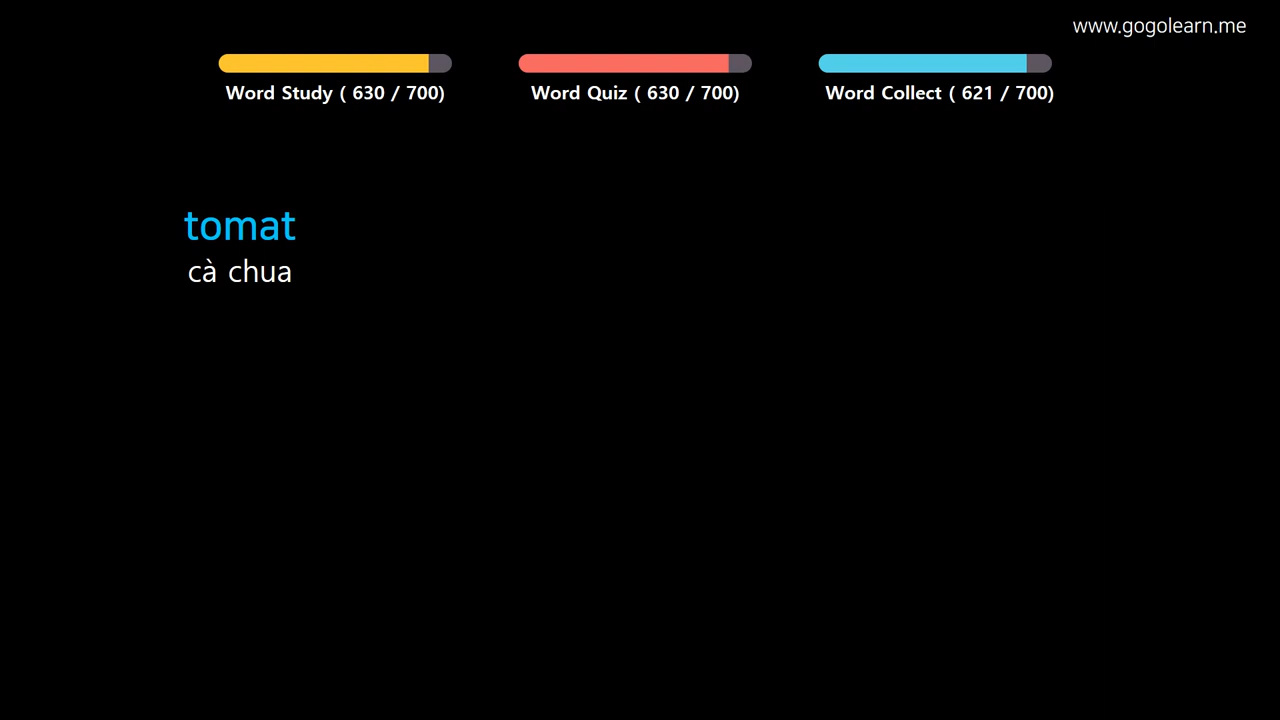 www.gogolearn.me
Word Study ( 630 / 700)
Word Quiz ( 630 / 700)
Word Collect ( 621 / 700)
tomat
cà chua